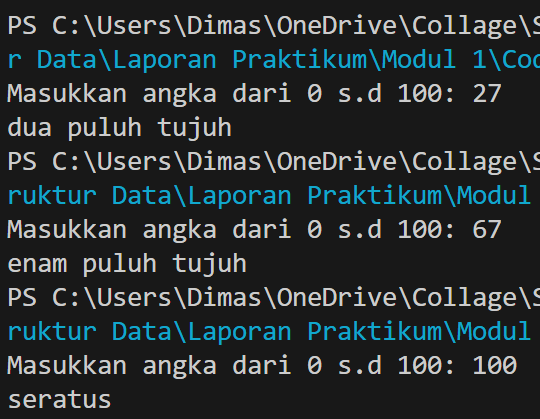 PS C:\Users\Dimas\OneDrive\Collage\S
r Data\Laporan Praktikum\Modul 1\Cod
Masukkan angka dari 0 s.d 100: 27
dua puluh tujuh
PS C:\Users\Dimas\OneDrive\Collage\S
ruktur Data\Laporan Praktikum\Modul
Masukkan angka dari 0 s.d 100: 67
enam puluh tujuh
PS C:\Users\Dimas\OneDrive\Collage\S
ruktur Data\Laporan Praktikum\Modul
Masukkan angka dari 0 s.d 100: 100
seratus